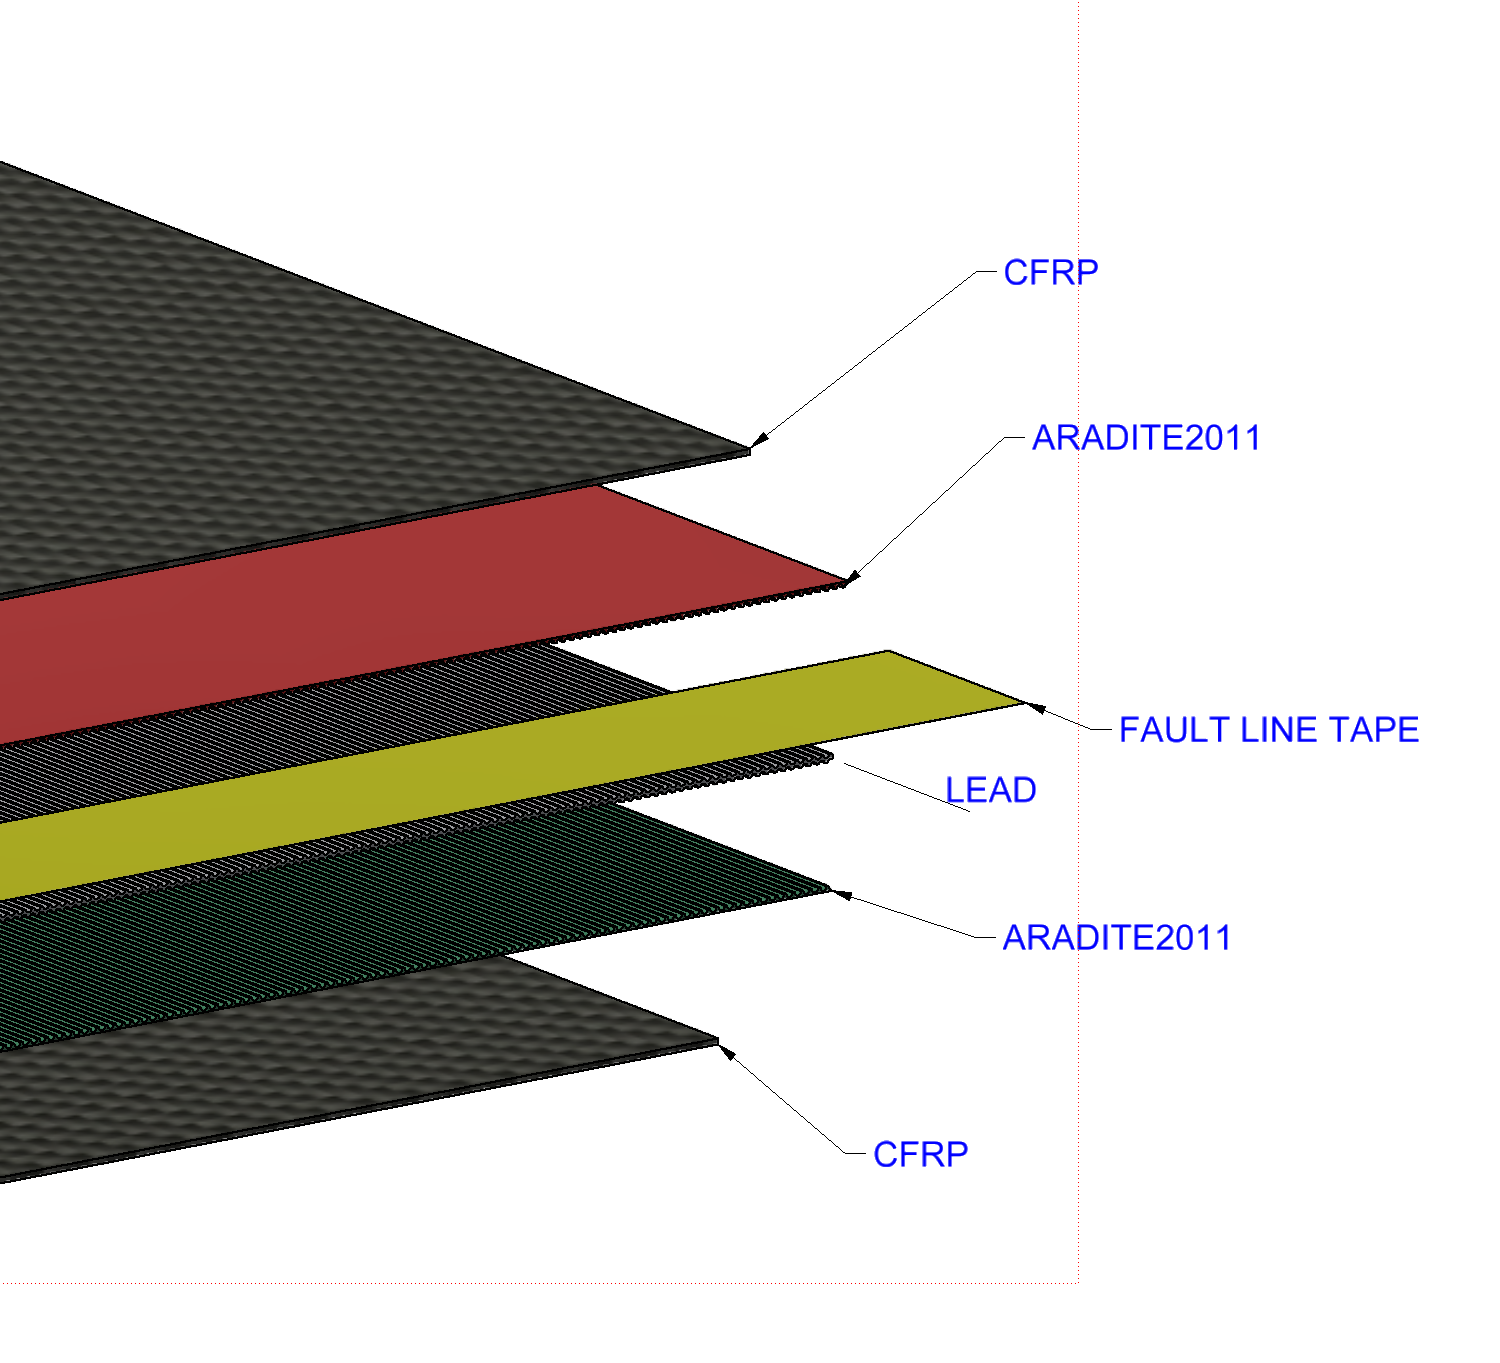 CFRP
ARADITE2011
FAULT LINE TAPE
LEAD
ARADITE2011
CFRP